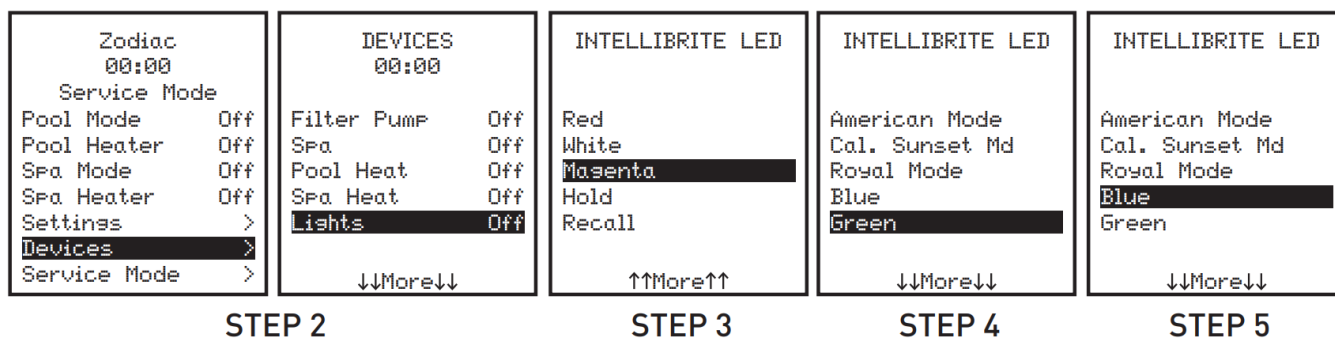 Zodiac
00:00
Service Mode
Pool Mode Off
Pool Heater Off
Spa Mode Off
Spa Heater Off
Settings >
Devices >
Service Mode >
DEVICES
00:00
Filter Pump Off
Spa Off
Pool Heat Off
Spa Heat Off
Lights Off
↓↓More↓↓
STEP 2
INTELLIBRITE LED
Red
White
Magenta
Hold
Recall
↑↑More↑↑
STEP 3
INTELLIBRITE LED
American Mode
Cal. Sunset Md
Royal Mode
Blue
Green
↓↓More↓↓
STEP 4
INTELLIBRITE LED
American Mode
Cal. Sunset Md
Royal Mode
Blue
Green
↓↓More↓↓
STEP 5